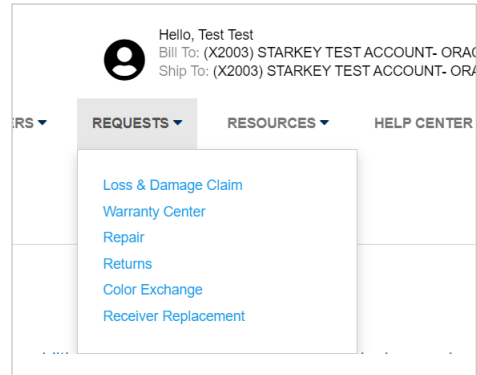 Hello, Test Test
Bill To: (X2003) STARKEY TEST ACCOUNT- ORAC
Ship To: (X2003) STARKEY TEST ACCOUNT- ORA
ERS REQUESTS RESOURCES HELP CENTER
Loss & Damage Claim
Warranty Center
Repair
Returns
Color Exchange
Receiver Replacement